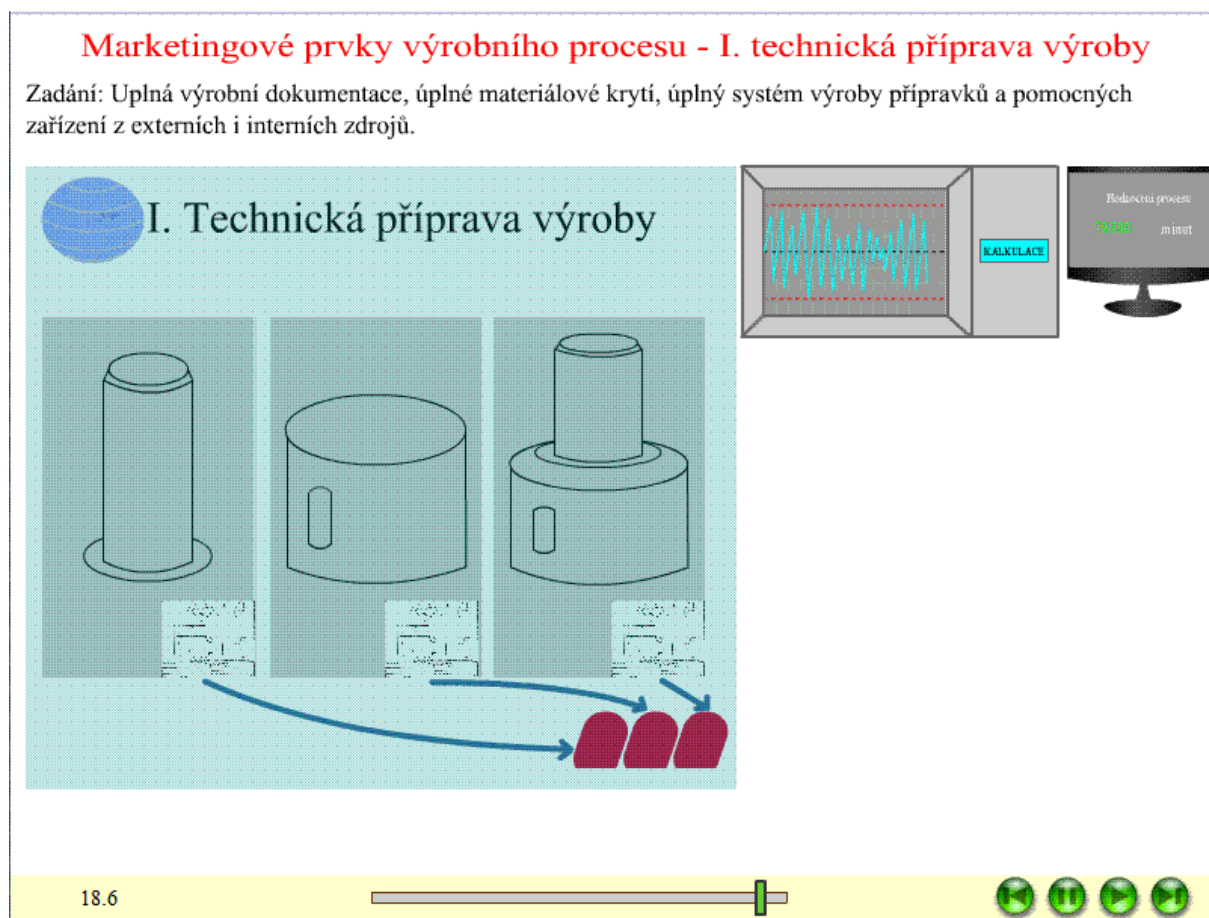 Marketingové prvky výrobního procesu - I. technická příprava výroby
Zadání: Uplná výrobní dokumentace, úplné materiálové krytí, úplný systém výroby přípravků a pomocných
zařízení z externích i interních zdrojů.
I. Technická příprava výroby
KALKULACE
Hodnocení procesu
minut
18.6